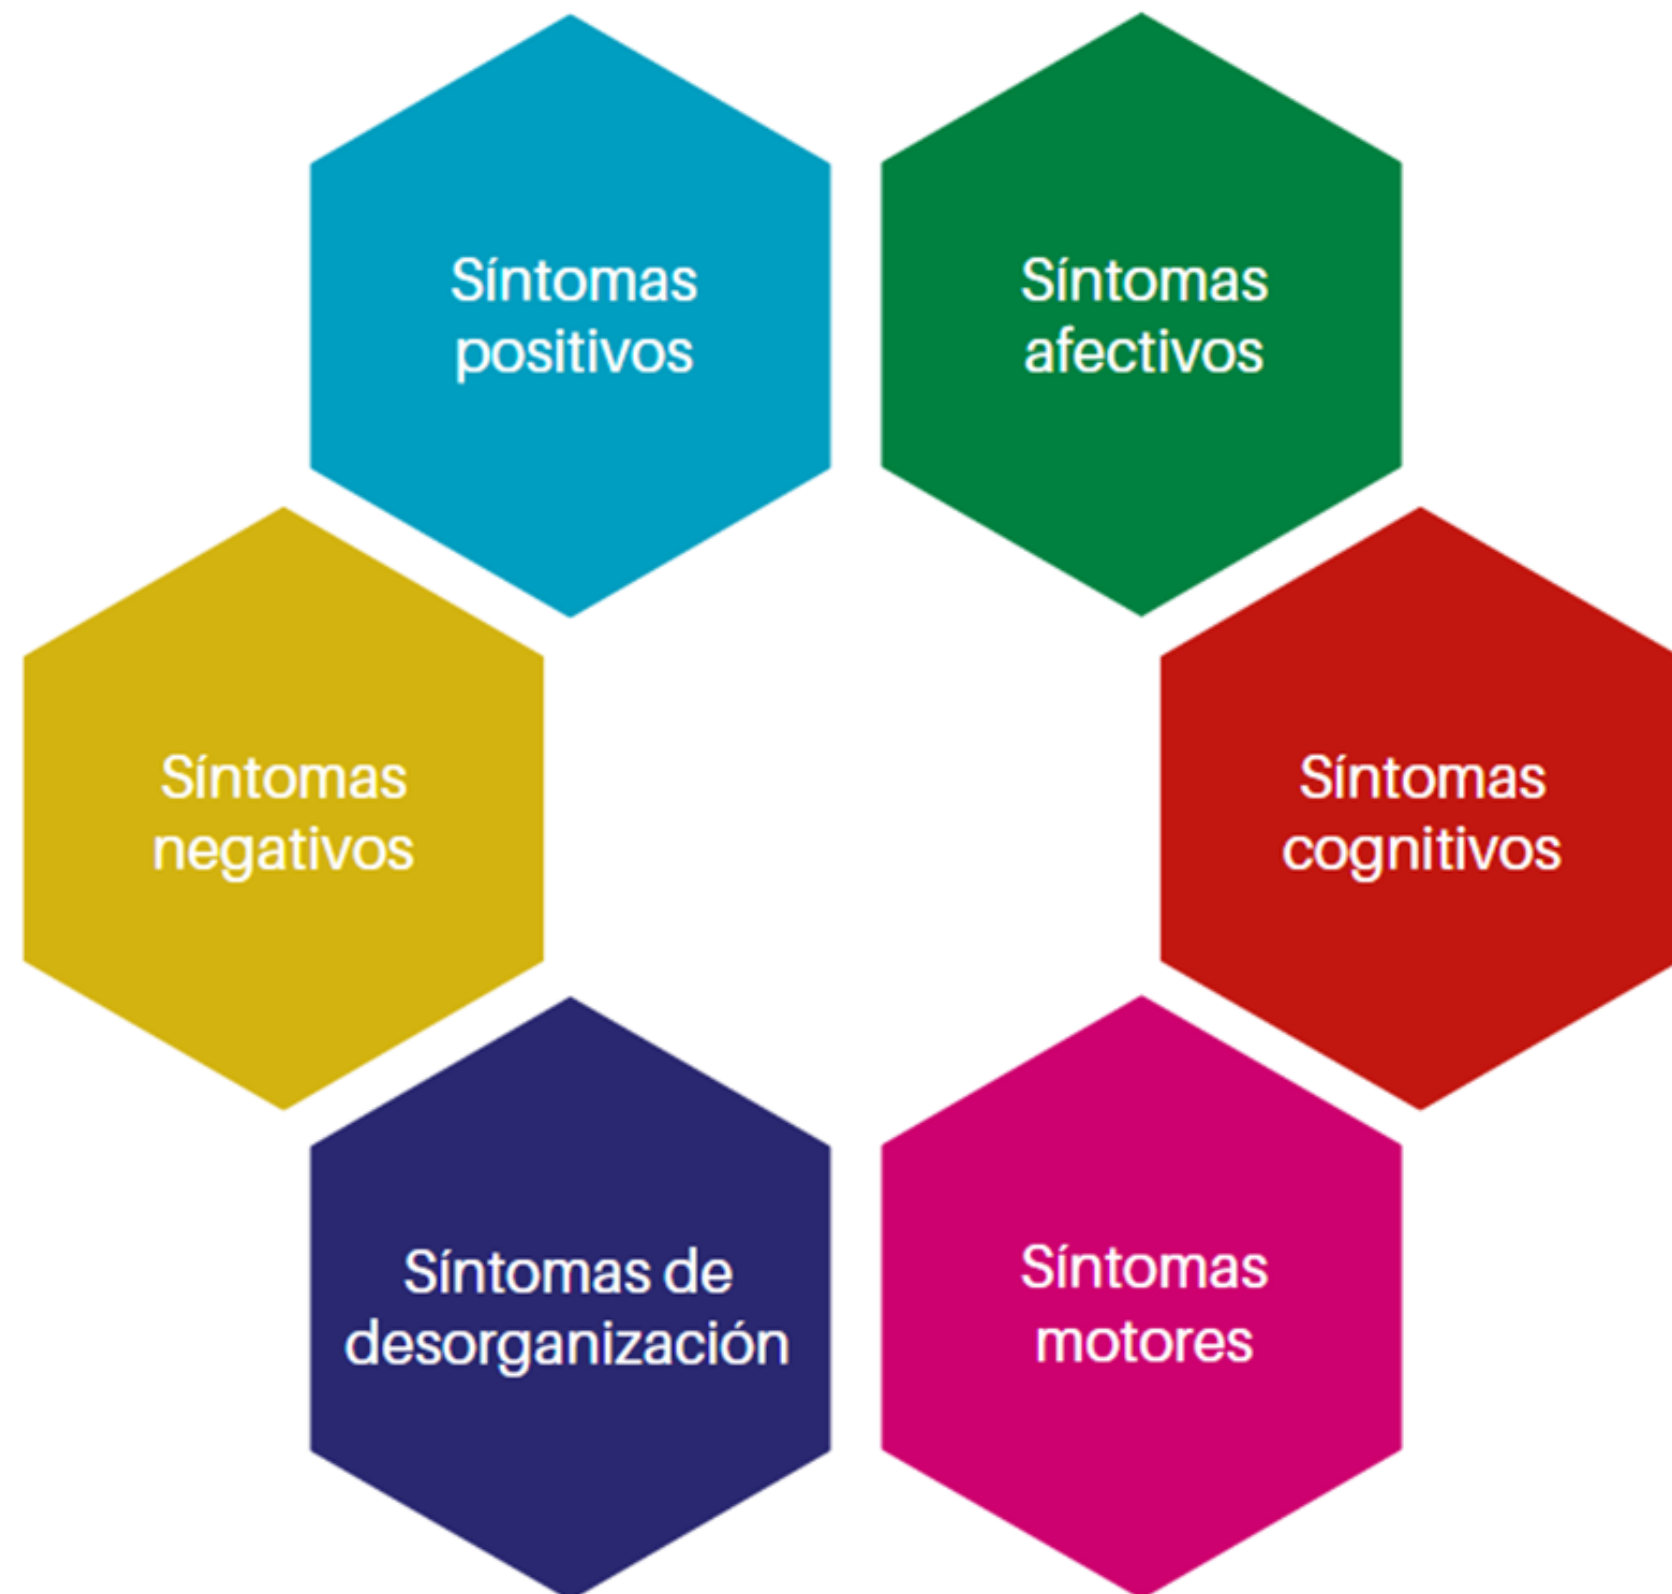 Síntomas
positivos
Síntomas
afectivos
Síntomas
negativos
Síntomas
cognitivos
Síntomas de
desorganización
Síntomas
motores